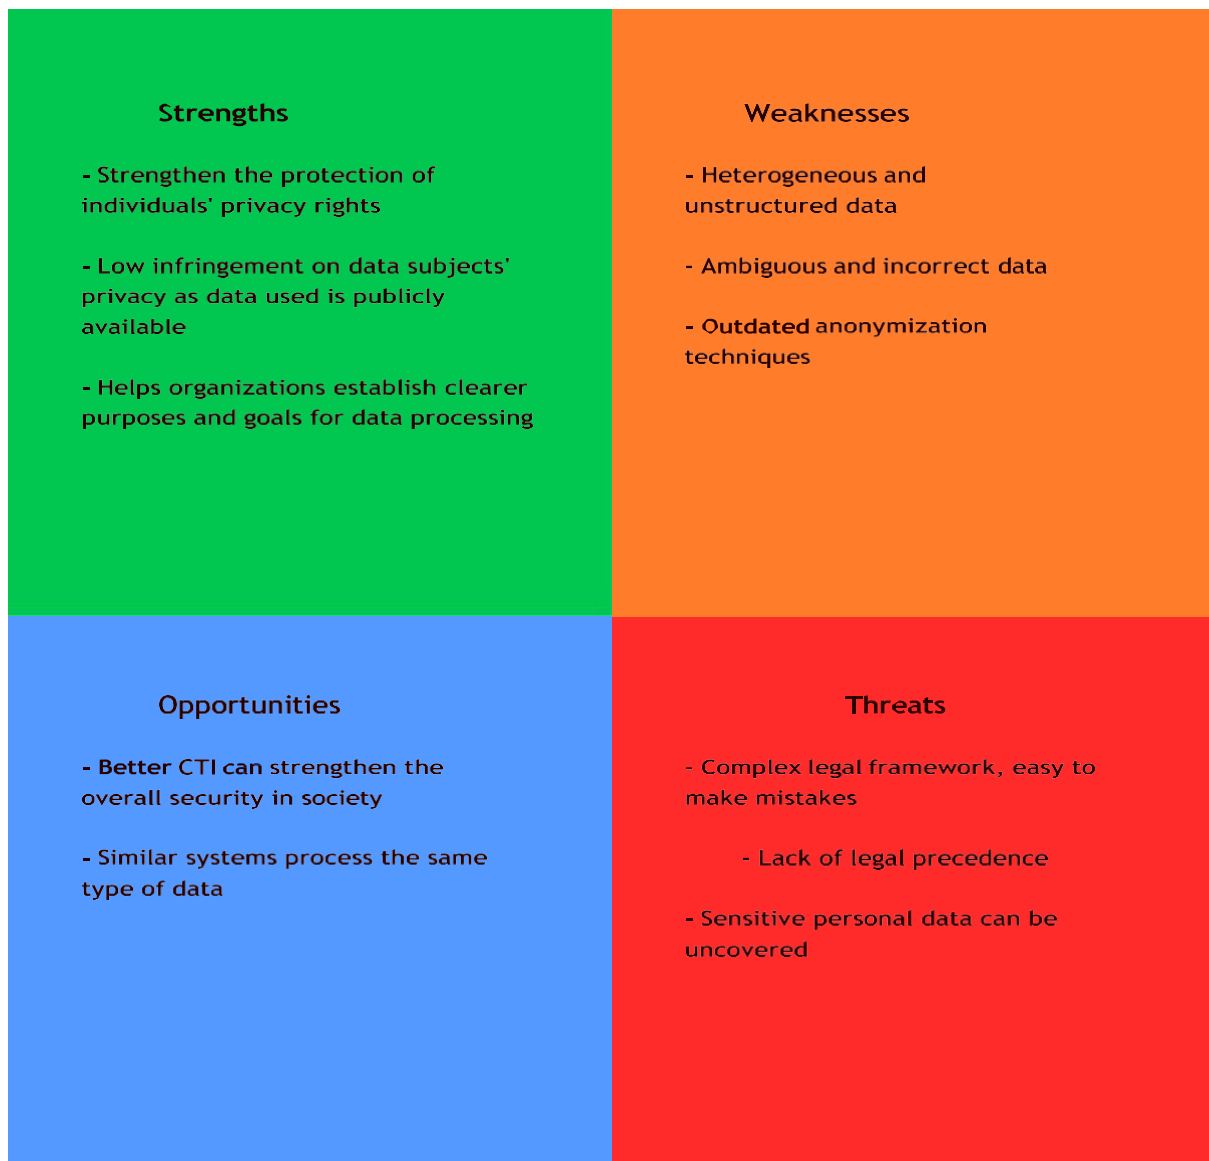 Strengths
- Strengthen the protection of
individuals' privacy rights
- Low infringement on data subjects'
privacy as data used is publicly
available
- Helps organizations establish clearer
purposes and goals for data processing
Weaknesses
- Heterogeneous and
unstructured data
- Ambiguous and incorrect data
- Outdated anonymization
techniques
Opportunities
- Better CTI can strengthen the
overall security in society
- Similar systems process the same
type of data
Threats
- Complex legal framework, easy to
make mistakes
- Lack of legal precedence
- Sensitive personal data can be
uncovered